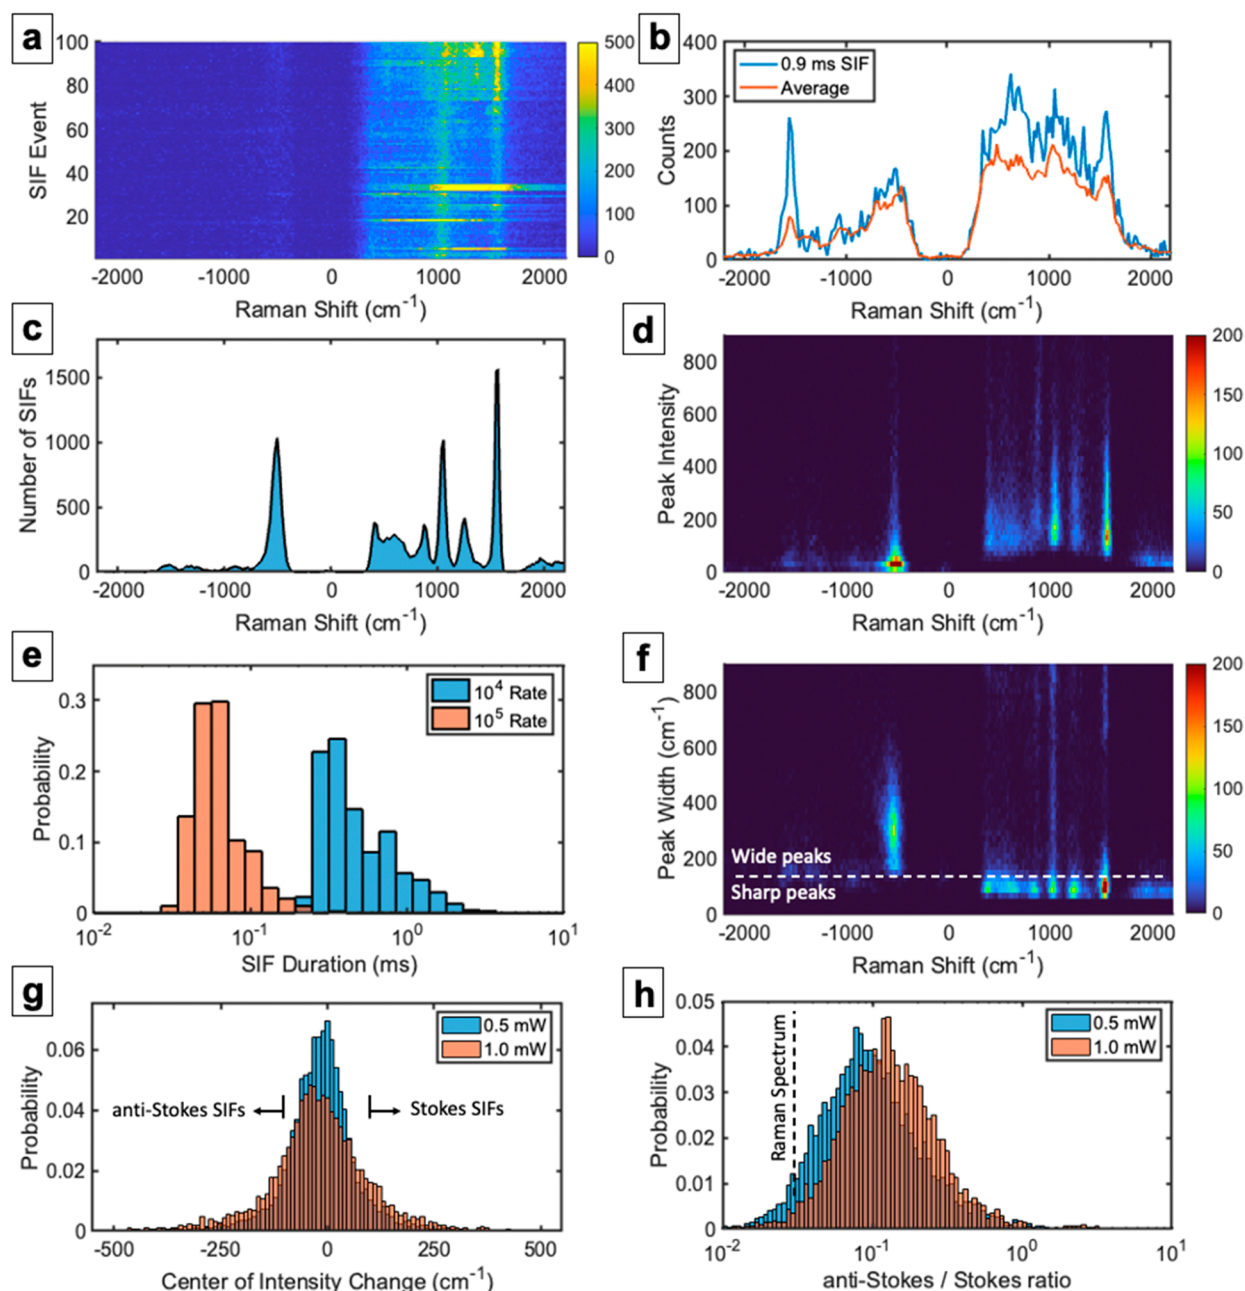 a
100
80
60
40
20
SIF Event
-2000 -1000 0 1000 2000
Raman Shift (cm⁻¹)
500
400
300
200
100
0
b
400
300
200
100
0
Counts
0.9 ms SIF
Average
-2000 -1000 0 1000 2000
Raman Shift (cm⁻¹)
c
1500
1000
500
0
Number of SIFs
-2000 -1000 0 1000 2000
Raman Shift (cm⁻¹)
d
800
600
400
200
0
Peak Intensity
-2000 -1000 0 1000 2000
Raman Shift (cm⁻¹)
200
150
100
50
0
e
0.3
0.2
0.1
0
Probability
10⁴ Rate
10⁵ Rate
10⁻² 10⁻¹ 10⁰ 10¹
SIF Duration (ms)
f
800
600
400
200
0
Peak Width (cm⁻¹)
Wide peaks
Sharp peaks
-2000 -1000 0 1000 2000
Raman Shift (cm⁻¹)
200
150
100
50
0
g
0.06
0.04
0.02
0
Probability
0.5 mW
1.0 mW
anti-Stokes SIFs
Stokes SIFs
-500 -250 0 250 500
Center of Intensity Change (cm⁻¹)
h
0.05
0.04
0.03
0.02
0.01
0
Probability
Raman Spectrum
0.5 mW
1.0 mW
10⁻² 10⁻¹ 10⁰ 10¹
anti-Stokes / Stokes ratio